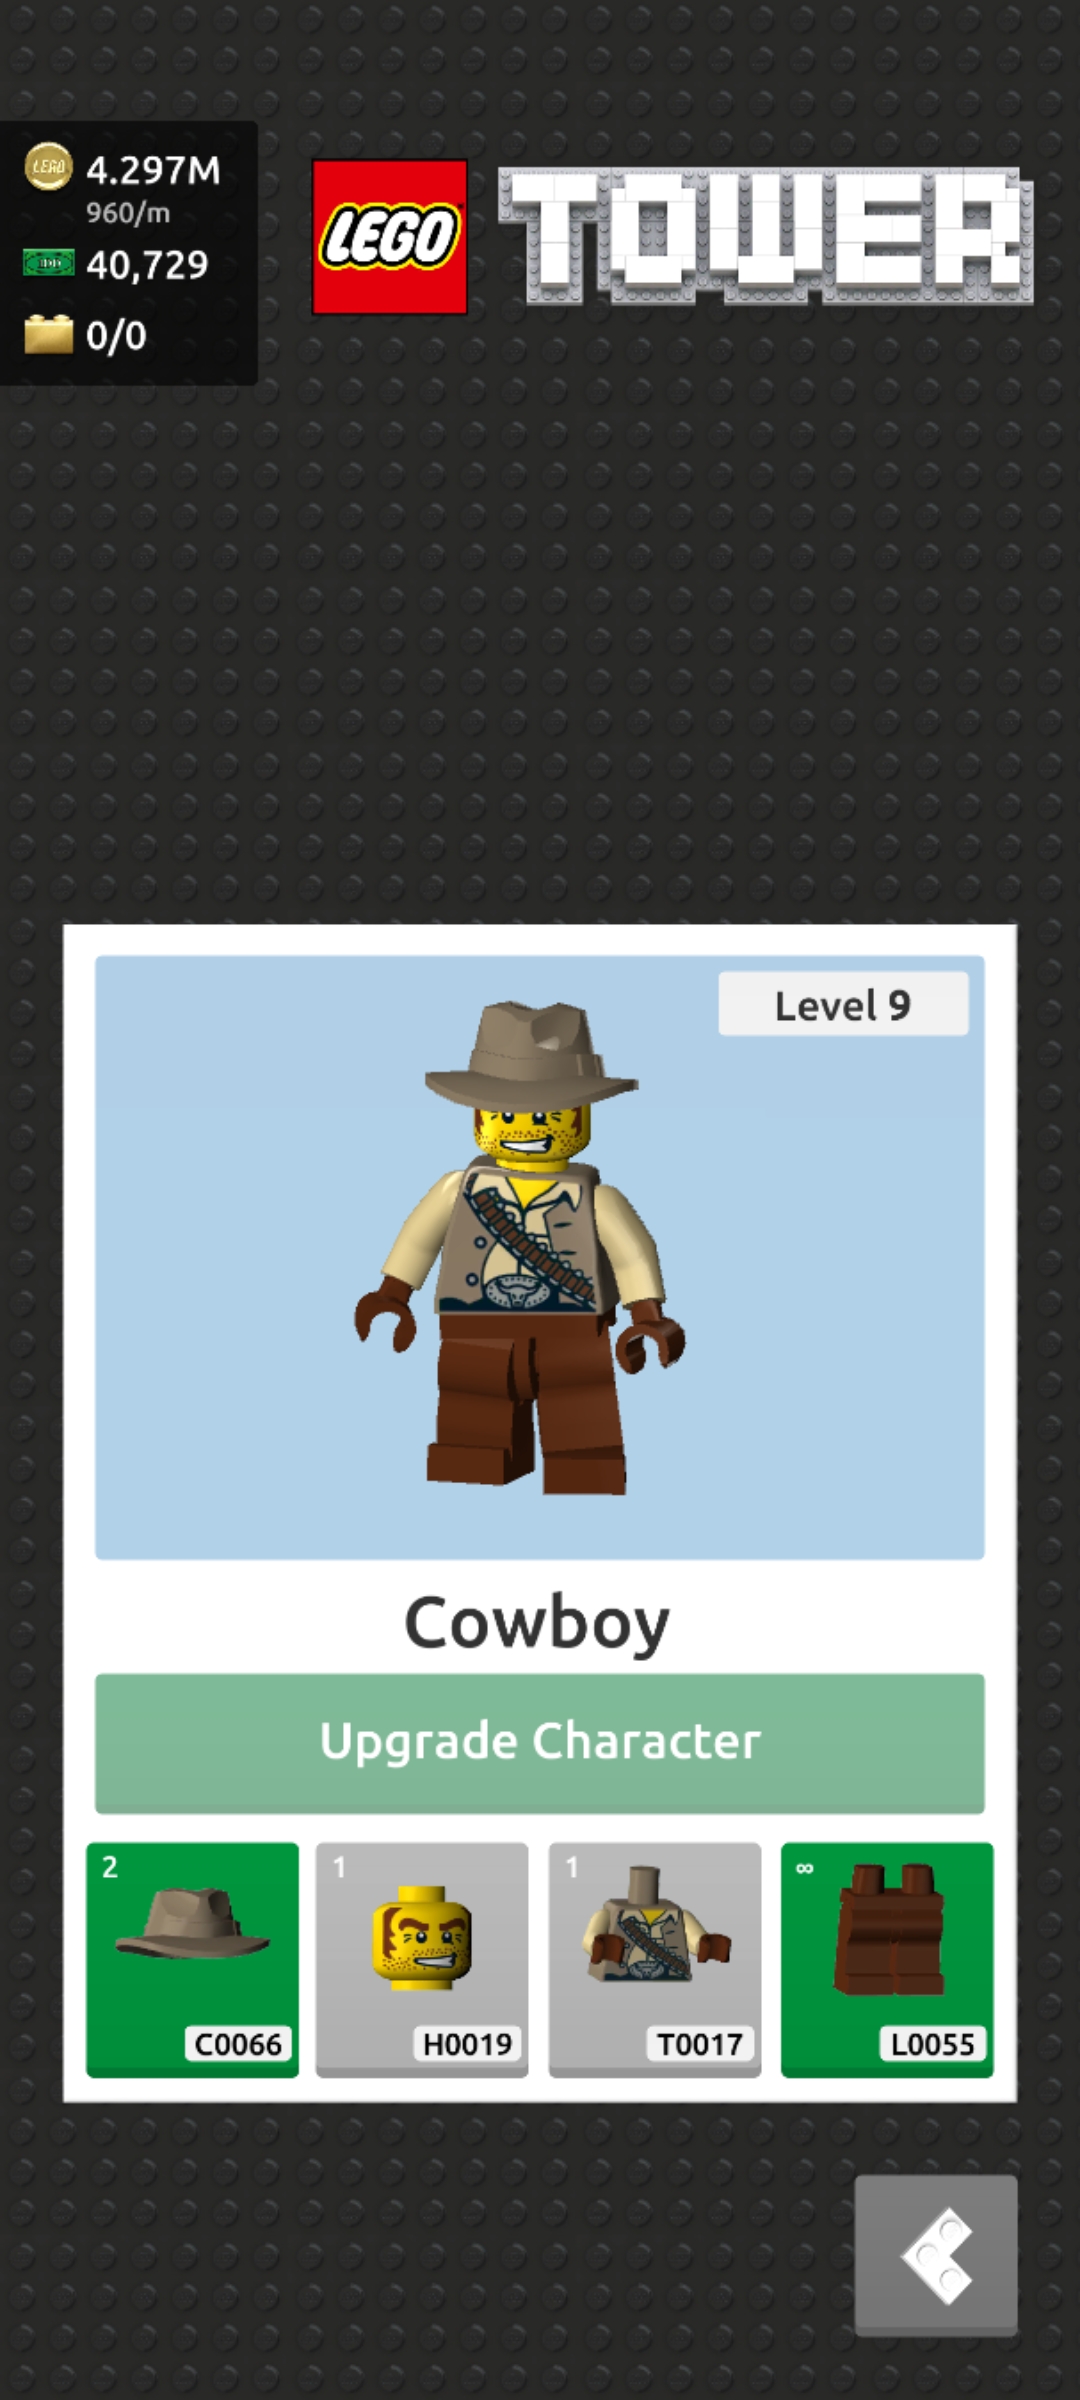 LEGO
4.297M
960/m
40,729
0/0
LEGO
TOWER
Level 9
Cowboy
Upgrade Character
2
1
1
∞
C0066
H0019
T0017
L0055